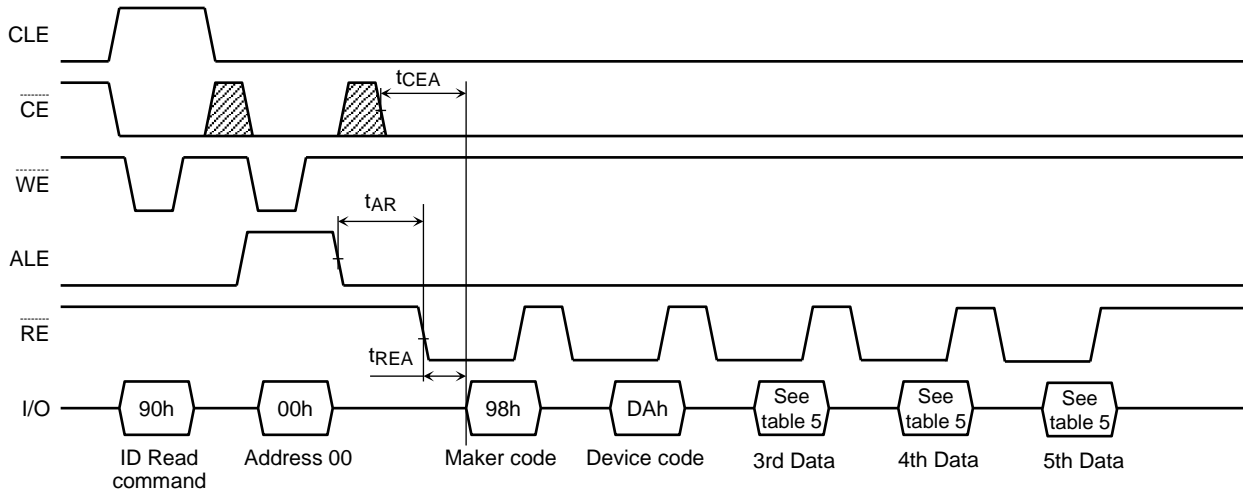 CLE
tCEA
CE
WE
tAR
ALE
RE
tREA
I/O
90h
00h
98h
DAh
See
table 5
See
table 5
See
table 5
ID Read
command
Address 00
Maker code
Device code
3rd Data
4th Data
5th Data